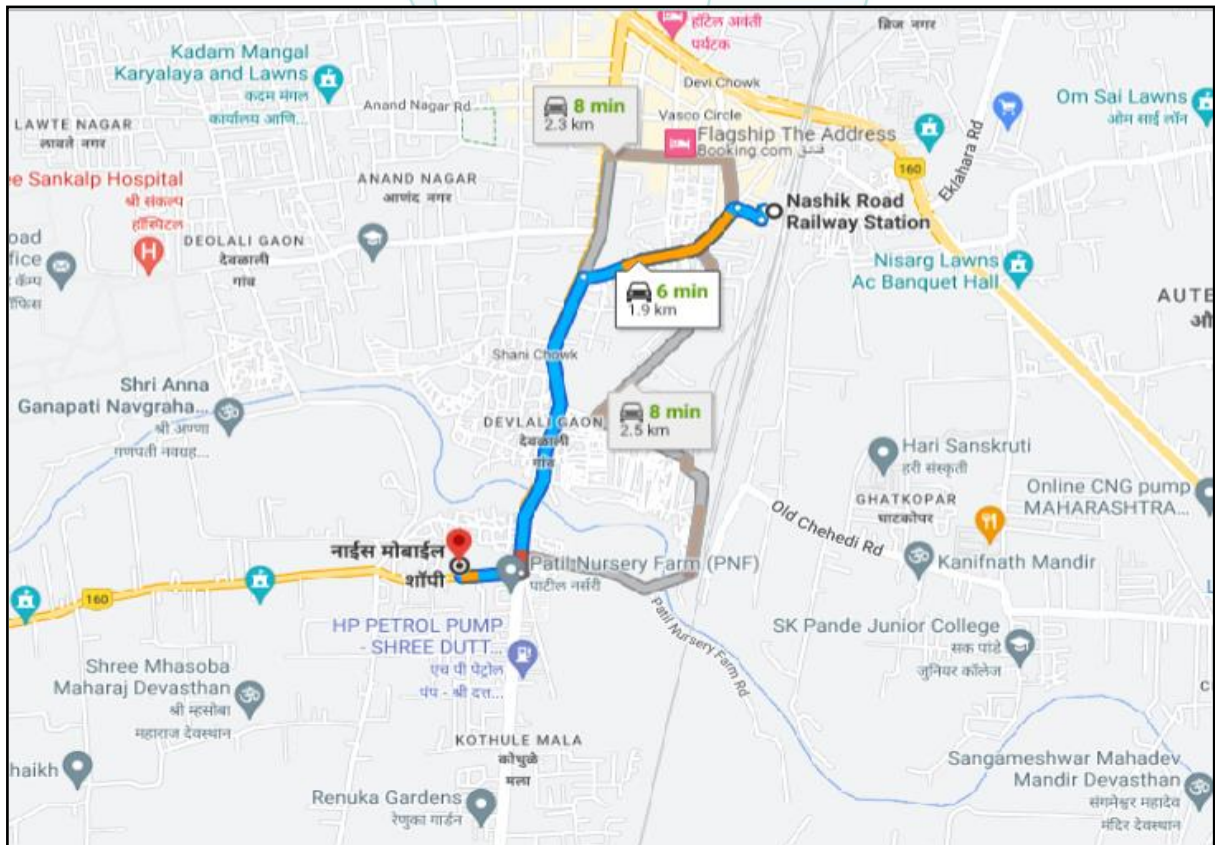 हॉटेल अवंती
पर्यटक
ब्रिज नगर
Kadam Mangal
Karyalaya and Lawns
कदम मंगल
कार्यालय आणि...
Devi Chowk
8 min
2.3 km
Anand Nagar Rd
Vasco Circle
Om Sai Lawns
ओम साई लॉन
LAWTE NAGAR
लावते नगर
Flagship The Address
Booking.com فندق
Eklahara Rd
160
ee Sankalp Hospital
श्री संकल्प
हॉस्पिटल
H
ANAND NAGAR
आणंद नगर
Nashik Road
Railway Station
DEOLALI GAON
देवळाली
गांव
oad
ffice
Nisarg Lawns
Ac Banquet Hall
6 min
1.9 km
AUTE
औ
Shani Chowk
Shri Anna
Ganapati Navgraha...
श्री अण्णा
गणपती नवग्रह...
8 min
2.5 km
DEVLALI GAON
देवळाली
गांव
Hari Sanskruti
हरी संस्कृती
GHATKOPAR
घाटकोपर
Online CNG pump
MAHARASHTRA...
Old Chehedi Rd
नाईस मोबाईल
शॉपी
Patil Nursery Farm (PNF)
पाटील नर्सरी
Kanifnath Mandir
160
Patil Nursery Farm Rd
HP PETROL PUMP
- SHREE DUTT...
एच पी पेट्रोल
पंप - श्री दत्त...
SK Pande Junior College
सक पांडे
जुनियर कॉलेज
Shree Mhasoba
Maharaj Devasthan
श्री म्हसोबा
महाराज देवस्थान
KOTHULE MALA
कोथुळे
मला
haikh
Renuka Gardens
रेणुका गार्डन
Sangameshwar Mahadev
Mandir Devasthan
संगमेश्वर महादेव
मंदिर देवस्थान